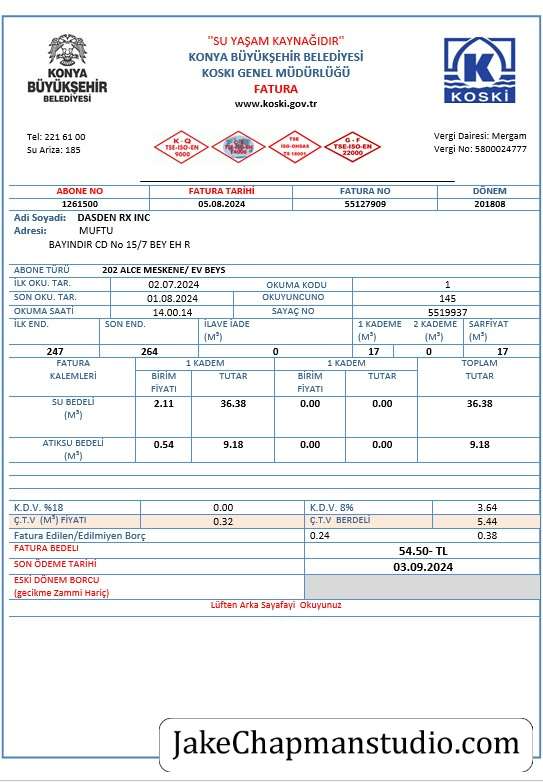 "SU YAŞAM KAYNAĞIDIR"
KONYA BÜYÜKŞEHİR BELEDİYESİ
KOSKI GENEL MÜDÜRLÜĞÜ
FATURA
www.koski.gov.tr
KONYA
BÜYÜKŞEHİR
BELEDİYESİ
KOSKİ
Tel: 221 61 00
Su Ariza: 185
K - Q
TSE-ISO-EN
9000
TSE-ISO-EN
TSE
ISO-OHSAS
TS 18001
G - F
TSE-ISO-EN
22000
Vergi Dairesi: Mergam
Vergi No: 5800024777
ABONE NO FATURA TARİHİ FATURA NO DÖNEM
1261500 05.08.2024 55127909 201808
Adi Soyadi: DASDEN RX INC
Adresi: MUFTU
BAYINDIR CD No 15/7 BEY EH R
ABONE TÜRÜ 202 ALCE MESKENE/ EV BEYS
İLK OKU. TAR. 02.07.2024 OKUMA KODU 1
SON OKU. TAR. 01.08.2024 OKUYUCUNO 145
OKUMA SAATİ 14.00.14 SAYAÇ NO 5519937
İLK END. SON END. İLAVE İADE (M³) 1 KADEME (M³) 2 KADEME (M³) SARFİYAT (M³)
247 264 0 17 0 17
FATURA KALEMLERİ 1 KADEM 1 KADEM TOPLAM TUTAR
BİRİM FİYATI TUTAR BİRİM FİYATI TUTAR
SU BEDELİ (M³) 2.11 36.38 0.00 0.00 36.38
ATIKSU BEDELİ (M³) 0.54 9.18 0.00 0.00 9.18
K.D.V. %18 0.00 K.D.V. 8% 3.64
Ç.T.V (M³) FİYATI 0.32 Ç.T.V BERDELİ 5.44
Fatura Edilen/Edilmiyen Borç 0.24 0.38
FATURA BEDELI 54.50- TL
SON ÖDEME TARİHİ 03.09.2024
ESKİ DÖNEM BORCU
(gecikme Zammi Hariç)
Lüften Arka Sayafayi Okuyunuz
JakeChapmanstudio.com